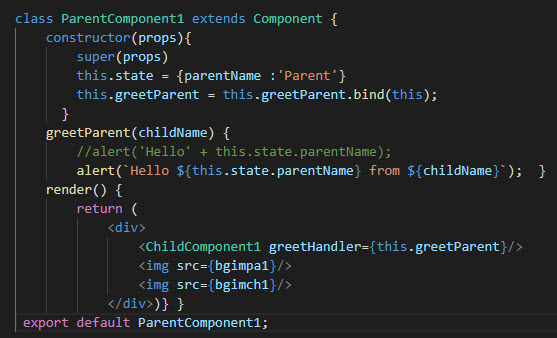 class ParentComponent1 extends Component {
    constructor(props){
        super(props)
        this.state = {parentName :'Parent'}
        this.greetParent = this.greetParent.bind(this);
      }
    greetParent(childName) {
        //alert('Hello' + this.state.parentName);
        alert(`Hello ${this.state.parentName} from ${childName}`);  }
    render() {
        return (
            <div>
                <ChildComponent1 greetHandler={this.greetParent}/>
                <img src={bgimpa1}/>
                <img src={bgimch1}/>
            </div>)} }
 export default ParentComponent1;